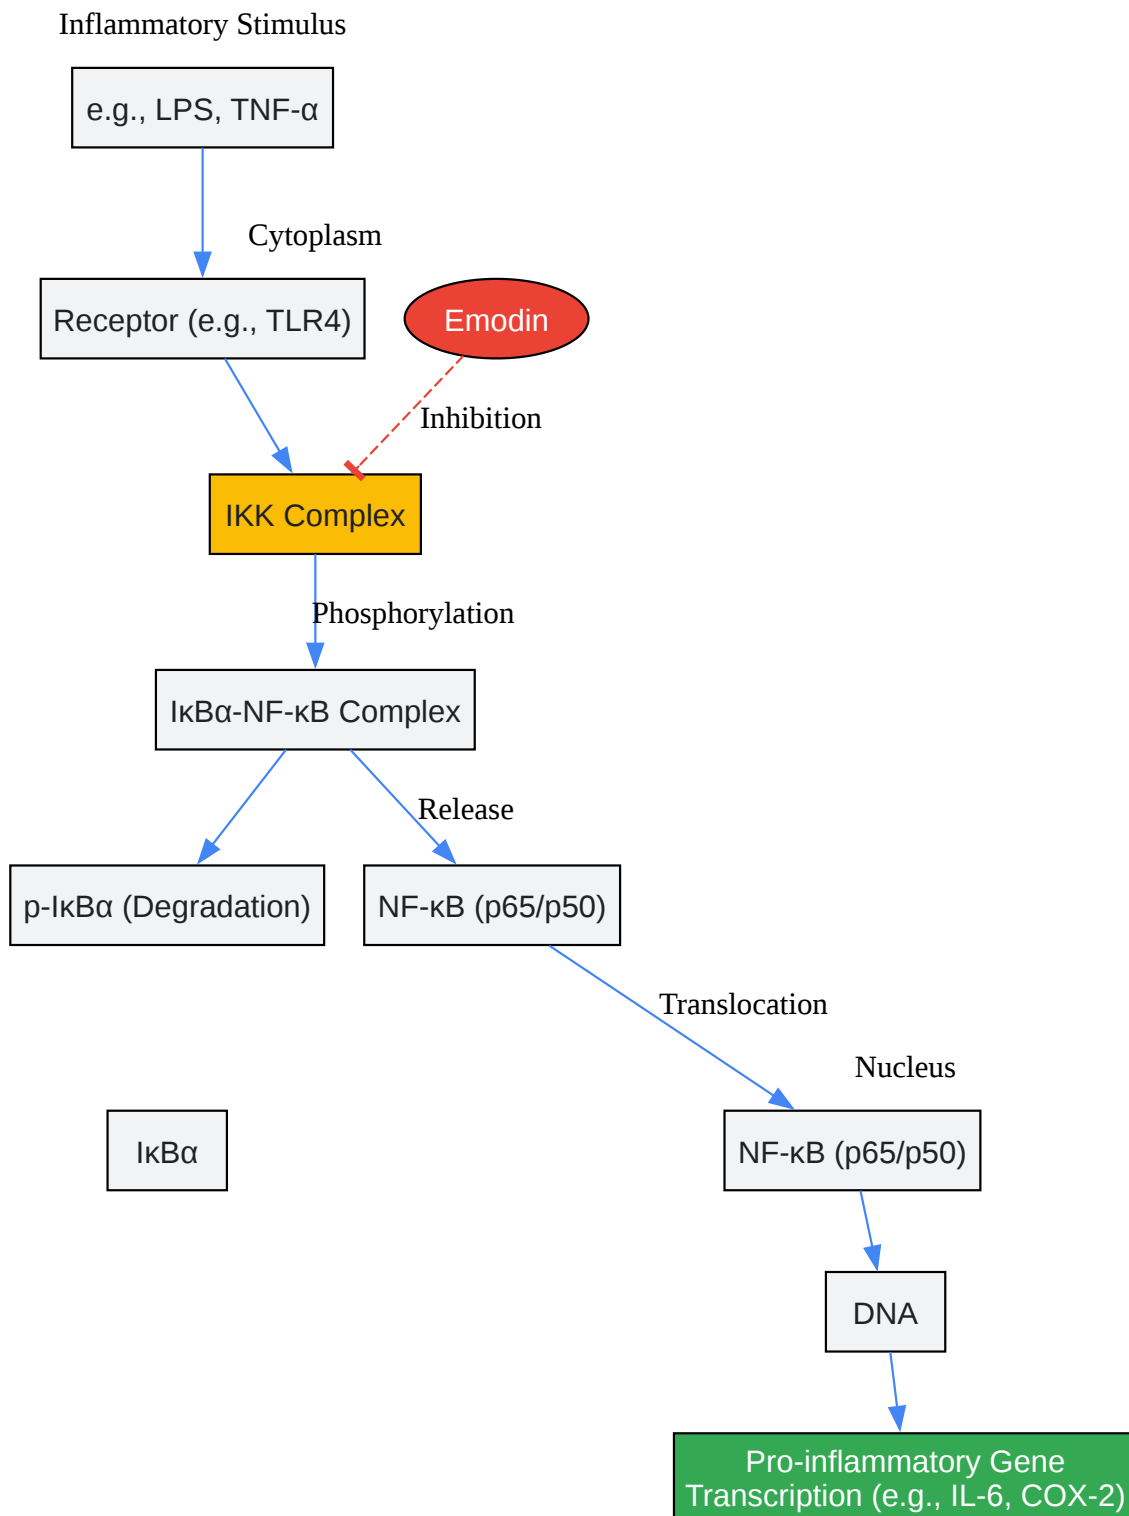 Inflammatory Stimulus
e.g., LPS, TNF-α
Cytoplasm
Receptor (e.g., TLR4)
Emodin
Inhibition
IKK Complex
Phosphorylation
IκBα-NF-κB Complex
Release
p-IκBα (Degradation)
NF-κB (p65/p50)
Translocation
Nucleus
IκBα
NF-κB (p65/p50)
DNA
Pro-inflammatory Gene
Transcription (e.g., IL-6, COX-2)